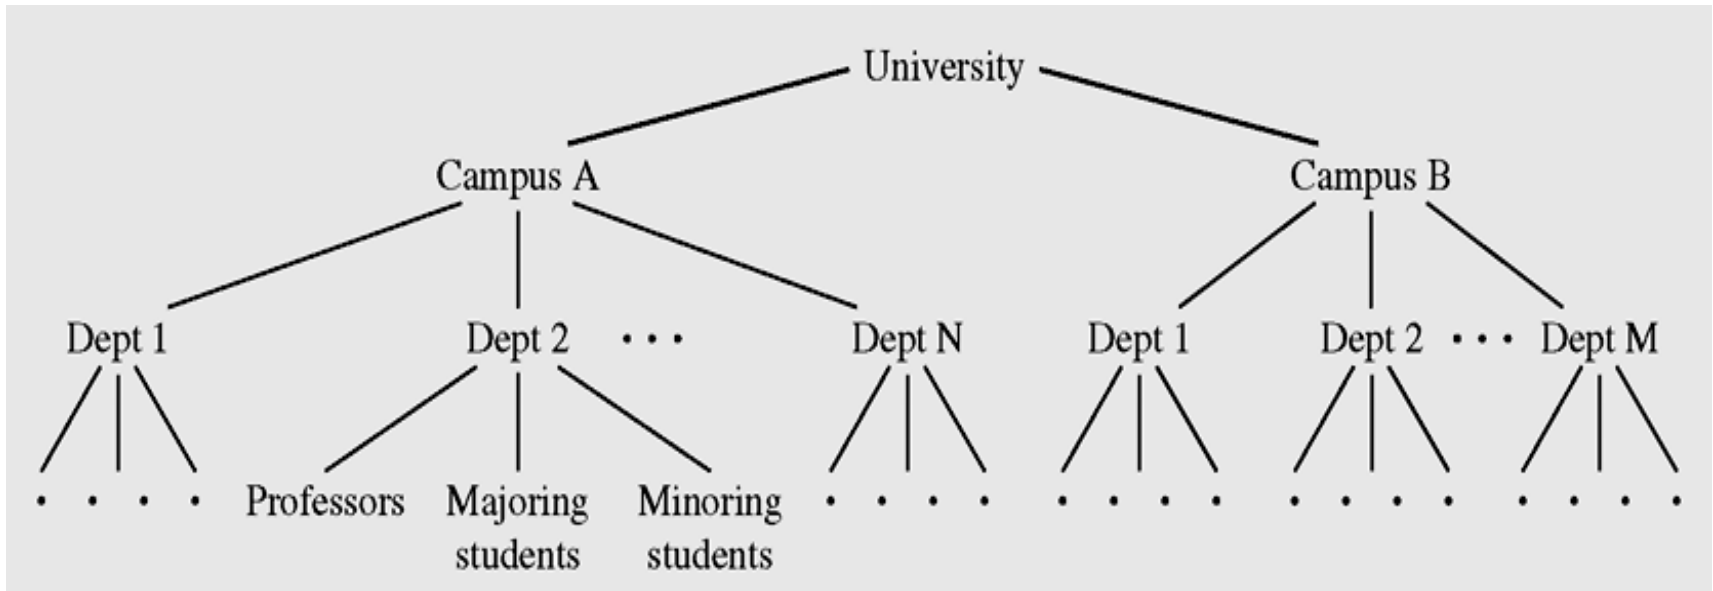 University
Campus A Campus B
Dept 1 Dept 2 . . . Dept N Dept 1 Dept 2 . . . Dept M
. . . . Professors Majoring Minoring . . . . . . . . . . . . . . . .
students students